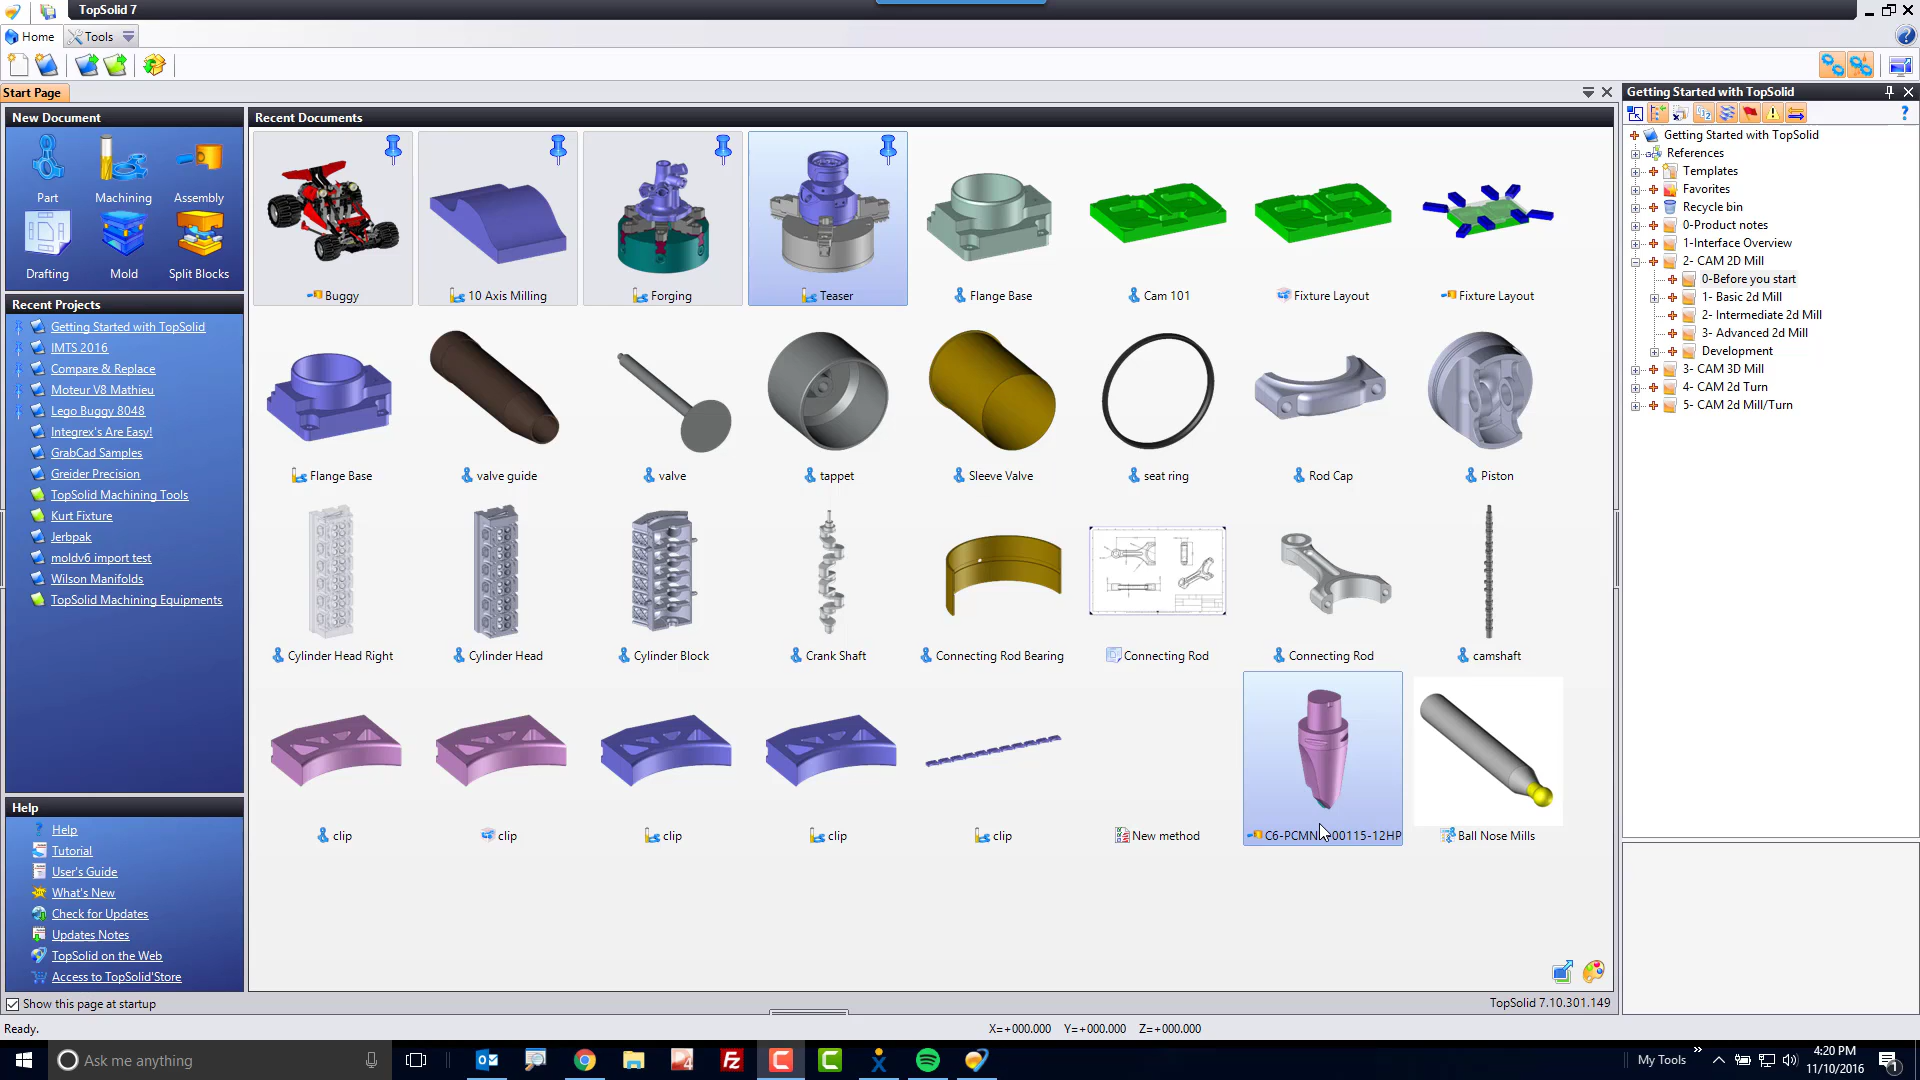 TopSolid 7
Home
Tools
Start Page
New Document
Part
Machining
Assembly
Drafting
Mold
Split Blocks
Recent Projects
Getting Started with TopSolid
IMTS 2016
Compare & Replace
Moteur V8 Mathieu
Lego Buggy 8048
Integrex's Are Easy!
GrabCad Samples
Greider Precision
TopSolid Machining Tools
Kurt Fixture
Jerbpak
moldv6 import test
Wilson Manifolds
TopSolid Machining Equipments
Help
Help
Tutorial
User's Guide
What's New
Check for Updates
Updates Notes
TopSolid on the Web
Access to TopSolid'Store
Show this page at startup
Recent Documents
Buggy
10 Axis Milling
Forging
Teaser
Flange Base
Cam 101
Fixture Layout
Fixture Layout
Flange Base
valve guide
valve
tappet
Sleeve Valve
seat ring
Rod Cap
Piston
Cylinder Head Right
Cylinder Head
Cylinder Block
Crank Shaft
Connecting Rod Bearing
Connecting Rod
Connecting Rod
camshaft
clip
clip
clip
clip
clip
New method
00115-12HP
Ball Nose Mills
TopSolid 7.10.301.149
Getting Started with TopSolid
Getting Started with TopSolid
References
Templates
Favorites
Recycle bin
0-Product notes
1-Interface Overview
2- CAM 2D Mill
0-Before you start
1- Basic 2d Mill
2- Intermediate 2d Mill
3- Advanced 2d Mill
Development
3- CAM 3D Mill
4- CAM 2d Turn
5- CAM 2d Mill/Turn
Ready.
X=+000.000 Y=+000.000 Z=+000.000
Ask me anything
My Tools
4:20 PM
11/10/2016